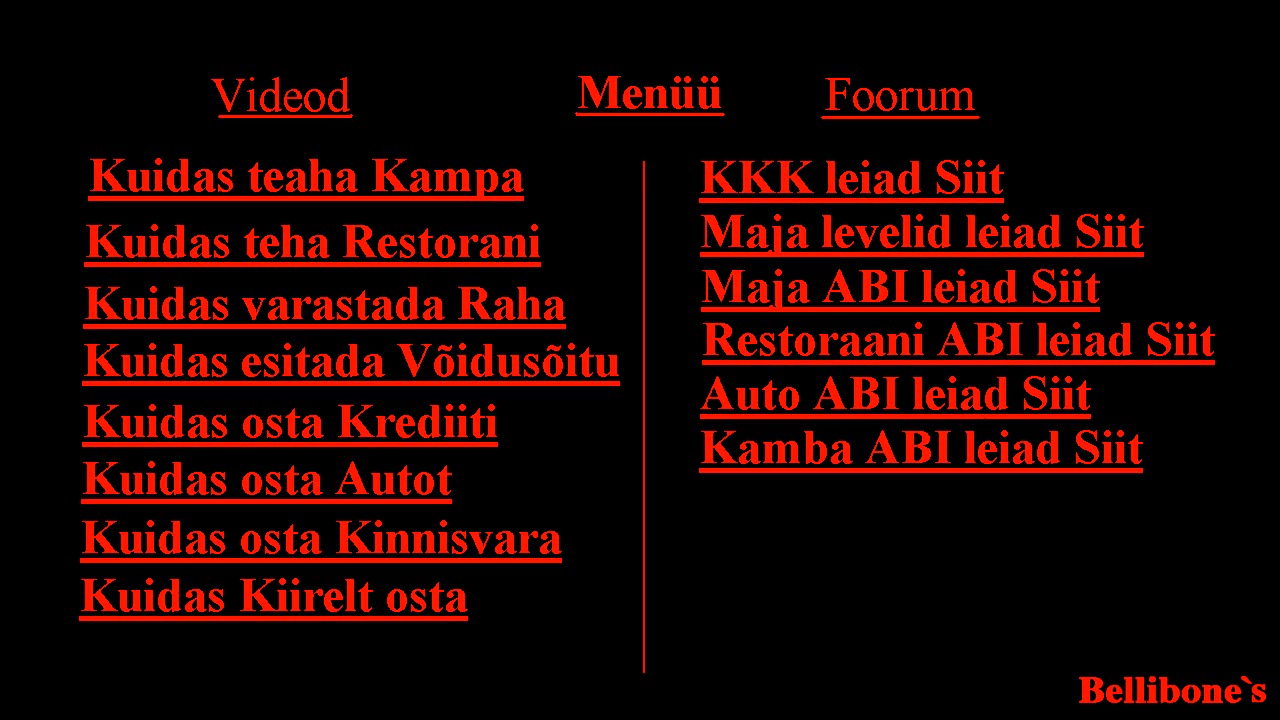 Videod
Menüü
Foorum
Kuidas teaha Kampa
Kuidas teha Restorani
Kuidas varastada Raha
Kuidas esitada Võidusõitu
Kuidas osta Krediiti
Kuidas osta Autot
Kuidas osta Kinnisvara
Kuidas Kiirelt osta
KKK leiad Siit
Maja levelid leiad Siit
Maja ABI leiad Siit
Restoraani ABI leiad Siit
Auto ABI leiad Siit
Kamba ABI leiad Siit
Bellibone`s